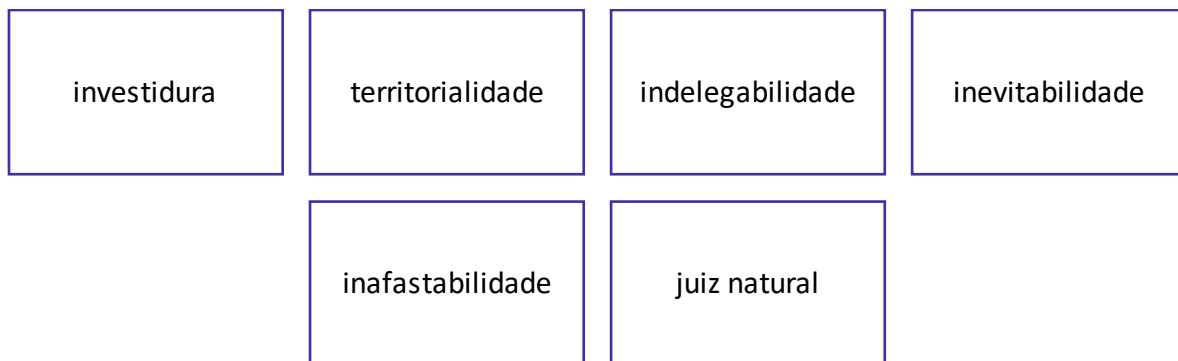 investidura
territorialidade
indelegabilidade
inevitabilidade
inafastabilidade
juiz natural